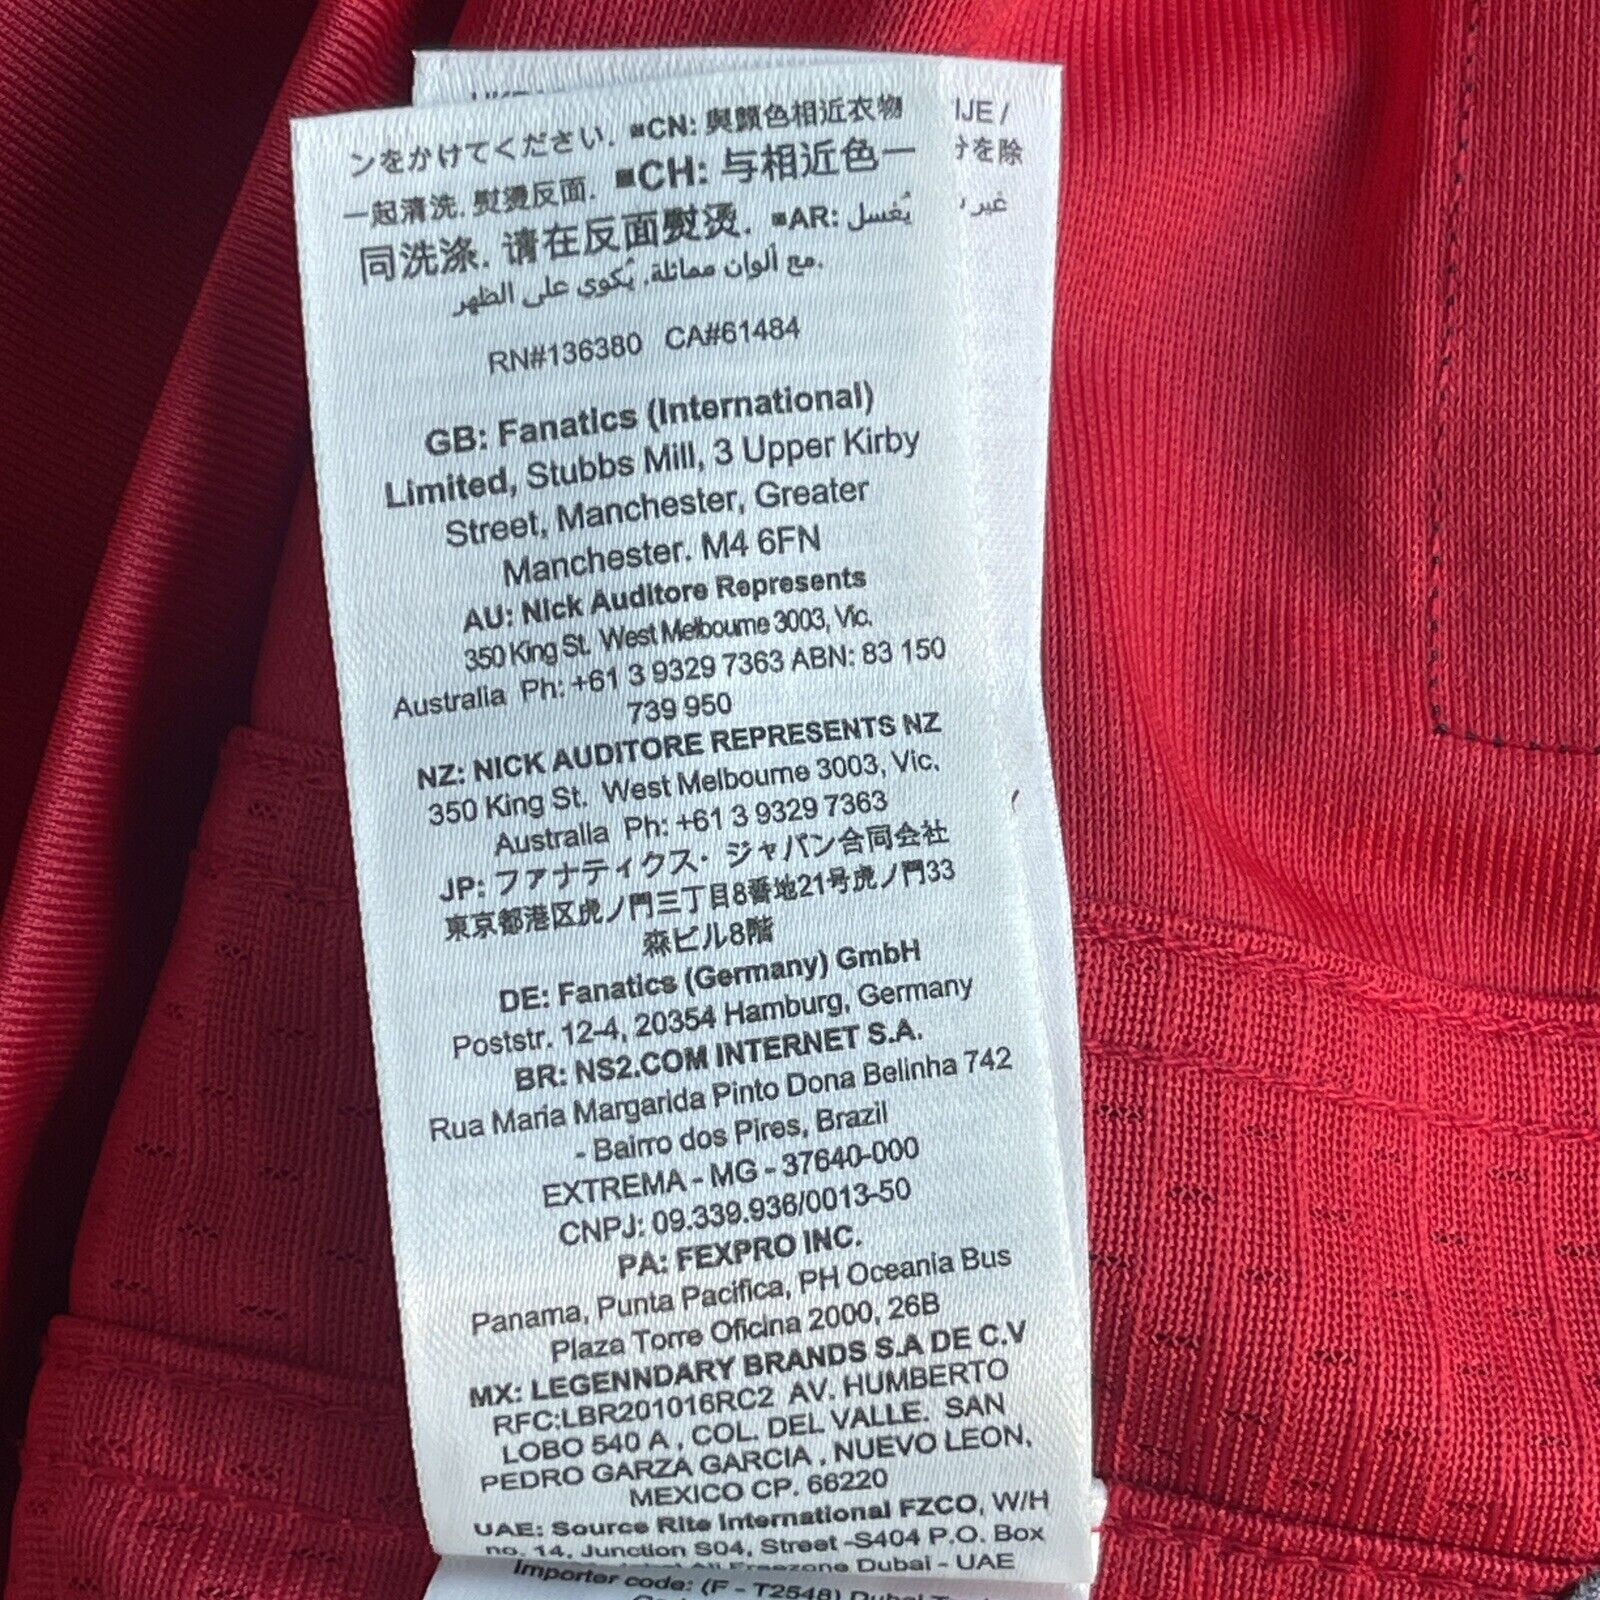 ンをかけてください. ■CN: 與顏色相近衣物
一起清洗. 熨燙反面. ■CH: 与相近色一
同洗涤. 请在反面熨烫. ■AR: يُغسل
مع ألوان مماثلة. يُكوى على الظهر.
RN#136380 CA#61484
GB: Fanatics (International)
Limited, Stubbs Mill, 3 Upper Kirby
Street, Manchester, Greater
Manchester. M4 6FN
AU: Nick Auditore Represents
350 King St. West Melbourne 3003, Vic.
Australia Ph: +61 3 9329 7363 ABN: 83 150
739 950
NZ: NICK AUDITORE REPRESENTS NZ
350 King St. West Melbourne 3003, Vic.
Australia Ph: +61 3 9329 7363
JP: ファナティクス・ ジャパン合同会社
東京都港区虎ノ門三丁目8番地21号虎ノ門33
森ビル8階
DE: Fanatics (Germany) GmbH
Poststr. 12-4, 20354 Hamburg, Germany
BR: NS2.COM INTERNET S.A.
Rua Maria Margarida Pinto Dona Belinha 742
- Bairro dos Pires, Brazil
EXTREMA - MG - 37640-000
CNPJ: 09.339.936/0013-50
PA: FEXPRO INC.
Panama, Punta Pacifica, PH Oceania Bus
Plaza Torre Oficina 2000, 26B
MX: LEGENNDARY BRANDS S.A DE C.V
RFC:LBR201016RC2 AV. HUMBERTO
LOBO 540 A , COL. DEL VALLE. SAN
PEDRO GARZA GARCIA , NUEVO LEON,
MEXICO CP. 66220
UAE: Source Rite International FZCO, W/H
no. 14, Junction S04, Street -S404 P.O. Box
Freezone Dubai - UAE
Importer code: (F - T2548) Dubai
IJE /
を除
غير